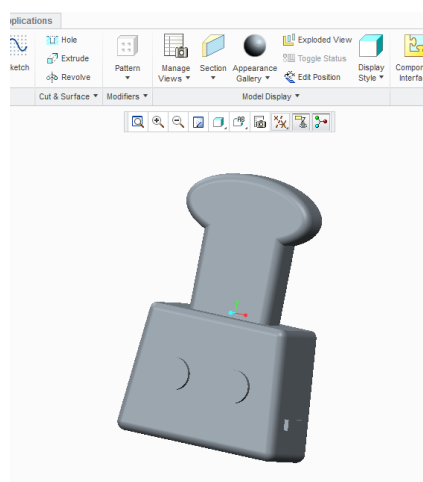 plications
Hole
Extrude
Revolve
ketch
Pattern
Manage
Views
Section
Appearance
Gallery
Exploded View
Toggle Status
Edit Position
Display
Style
Compon
Interfa
Cut & Surface
Modifiers
Model Display